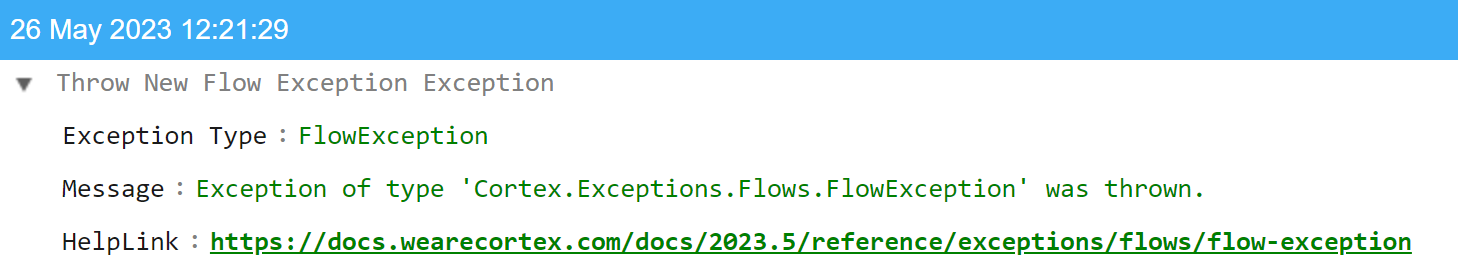 26 May 2023 12:21:29
Throw New Flow Exception Exception
Exception Type : FlowException
Message : Exception of type 'Cortex.Exceptions.Flows.FlowException' was thrown.
HelpLink : https://docs.wearecortex.com/docs/2023.5/reference/exceptions/flows/flow-exception